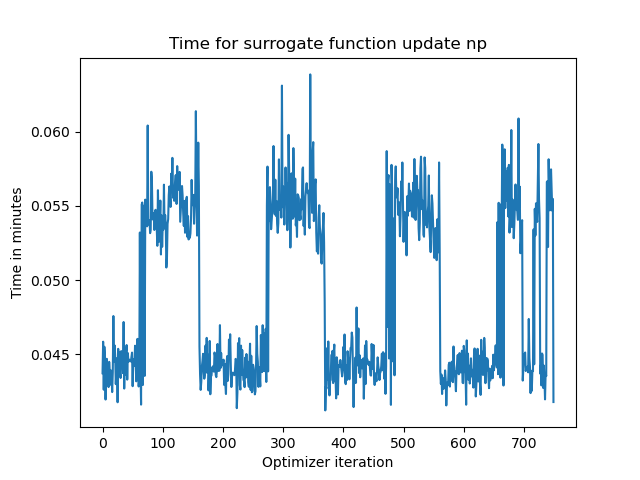 Time for surrogate function update np
0.060
0.055
0.050
0.045
Time in minutes
0 100 200 300 400 500 600 700
Optimizer iteration